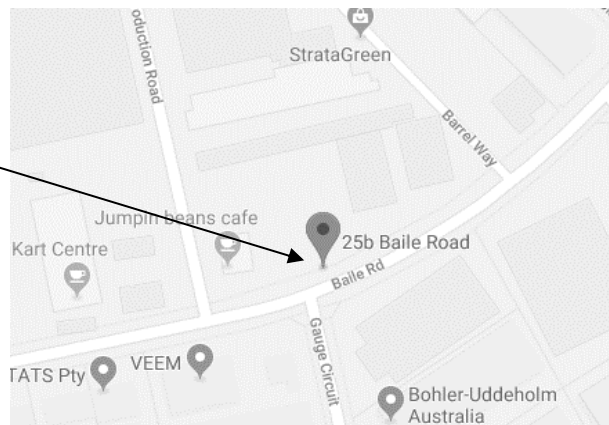 oduction Road
StrataGreen
Barrel Way
Jumpin beans cafe
25b Baile Road
Kart Centre
Baile Rd
Gauge Circuit
TATS Pty
VEEM
Bohler-Uddeholm
Australia